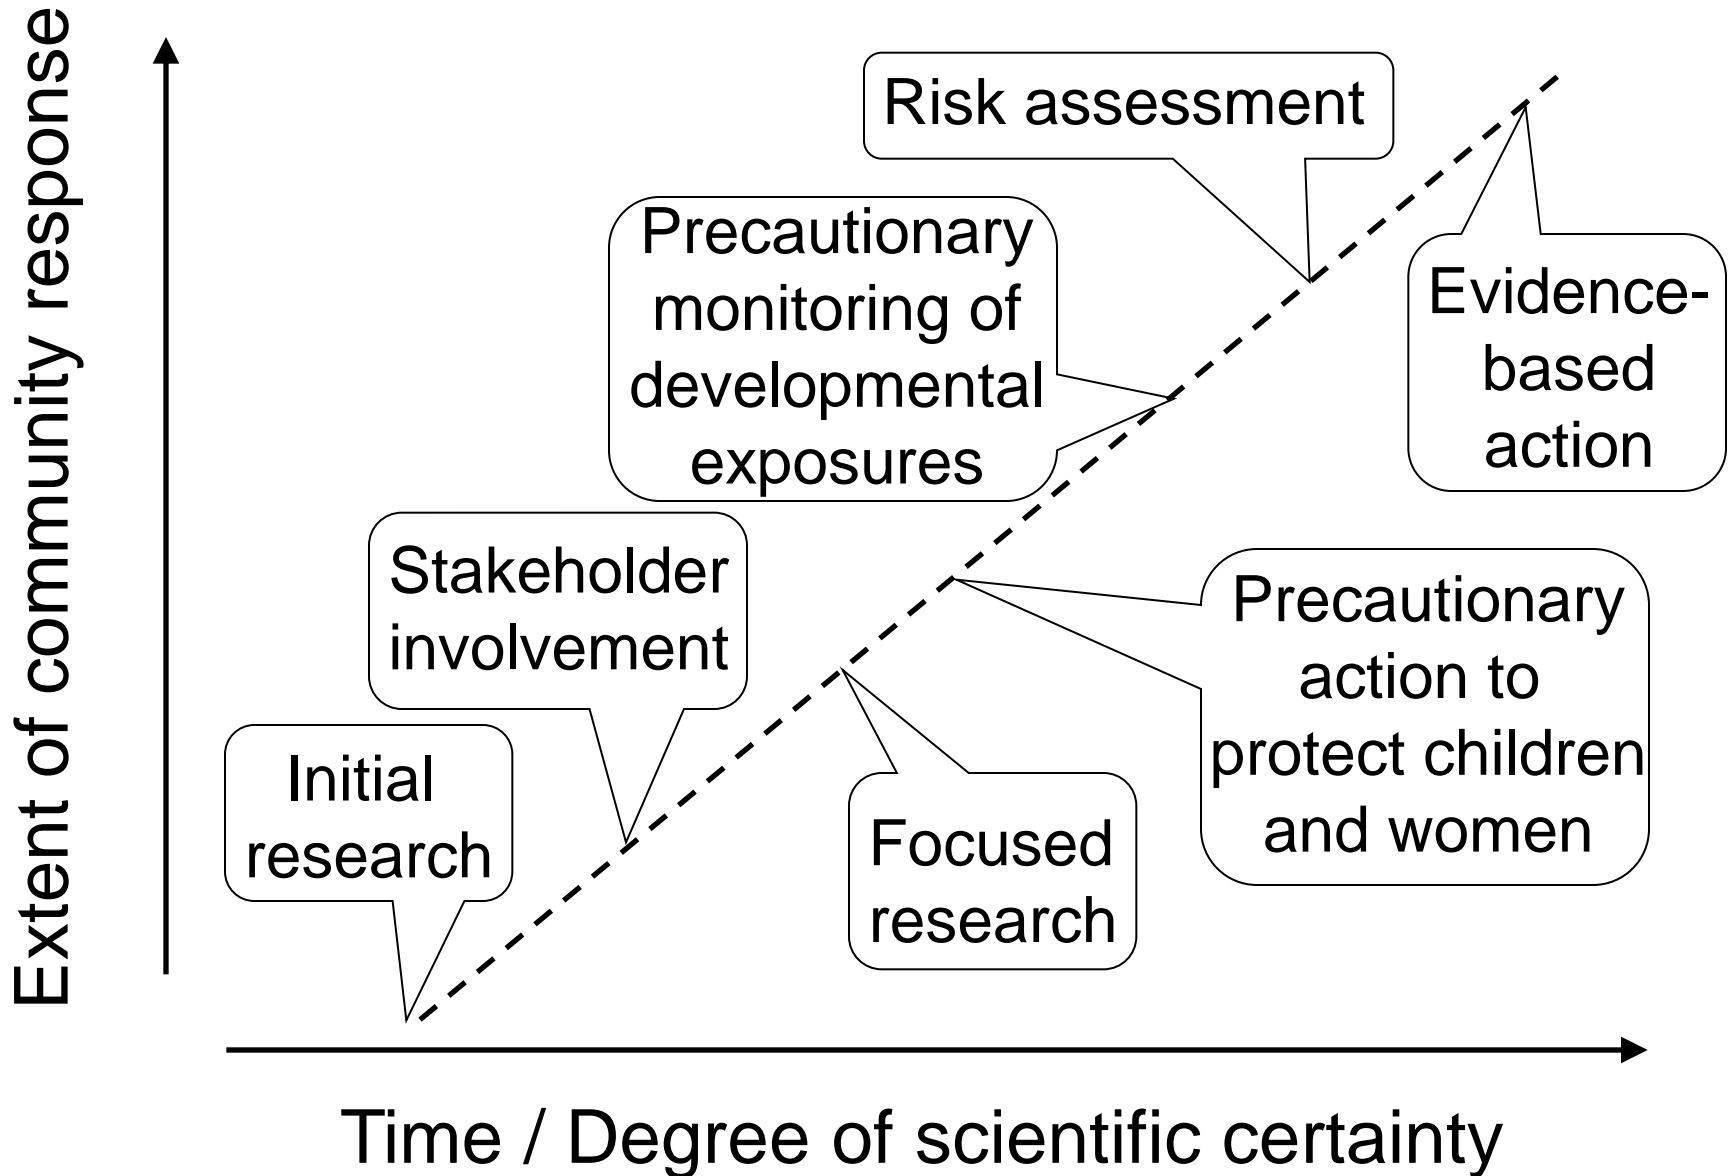 Extent of community response
Risk assessment
Precautionary
monitoring of
developmental
exposures
Evidence-
based
action
Stakeholder
involvement
Precautionary
action to
protect children
and women
Initial
research
Focused
research
Time / Degree of scientific certainty